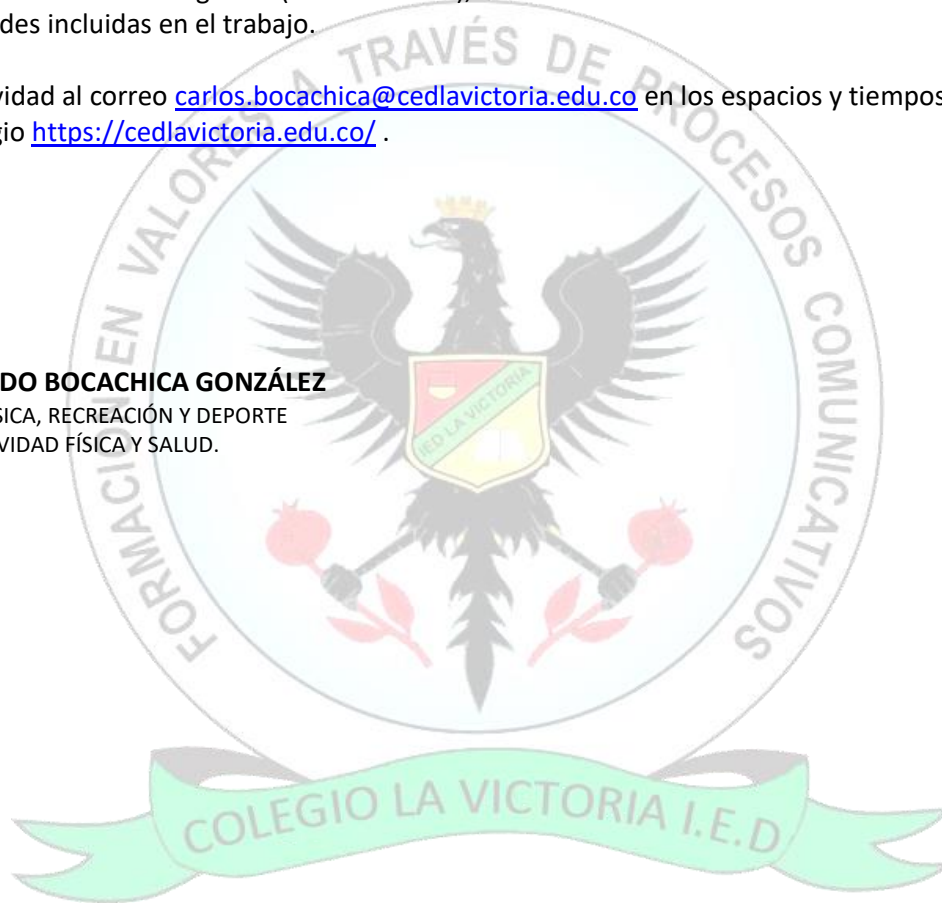 des incluidas en el trabajo.
vidad al correo carlos.bocachica@cedlavictoria.edu.co en los espacios y tiempos
gio https://cedlavictoria.edu.co/ .
FORMACION EN VALORES A TRAVÉS DE PROCESOS COMUNICATIVOS
DO BOCACHICA GONZÁLEZ
SICA, RECREACIÓN Y DEPORTE
VIDAD FÍSICA Y SALUD.
IED LA VICTORIA
COLEGIO LA VICTORIA I.E.D